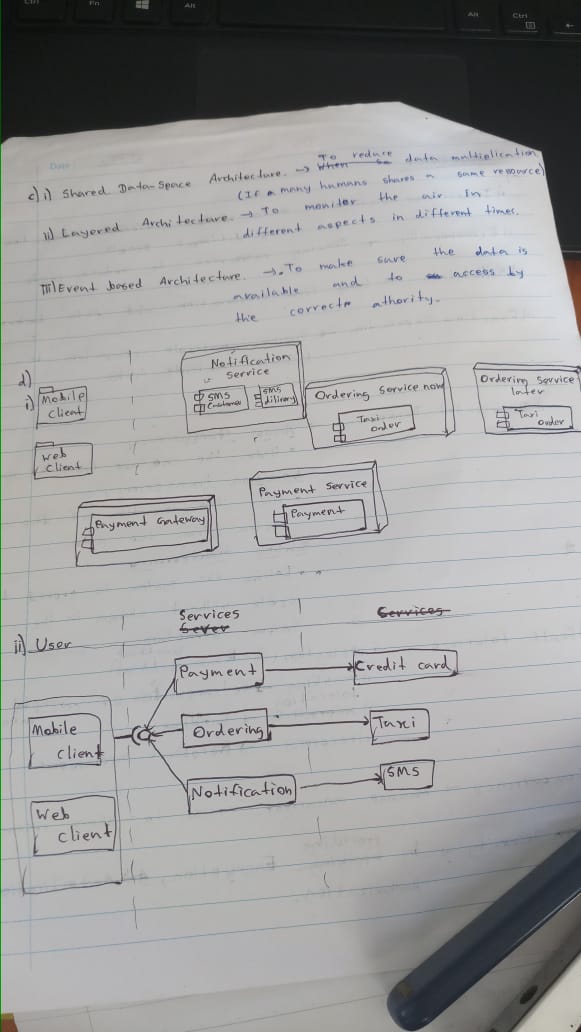 Ctrl
Fn
Alt
Alt
Ctrl
Date
To reduce
c) i) Shared Data-Space Architecture. → When data multiplication
(If a many humans shares a same resource)
ii) Layered Architecture. → To moniter the air in
different aspects in different times.
iii) Event based Architecture. → To make sure the data is
available and to access by
the correct athority.
d)
i)
Mobile
Client
Web
Client
Notification
Service
SMS
Customer
SMS
dilivery
Ordering Service now
Taxi
order
Ordering Service
later
Taxi
order
Payment Gateway
Payment Service
Payment
ii) User
Services
Sever
Services
Mobile
Client
Web
Client
Payment
Ordering
Notification
Credit card
Taxi
SMS